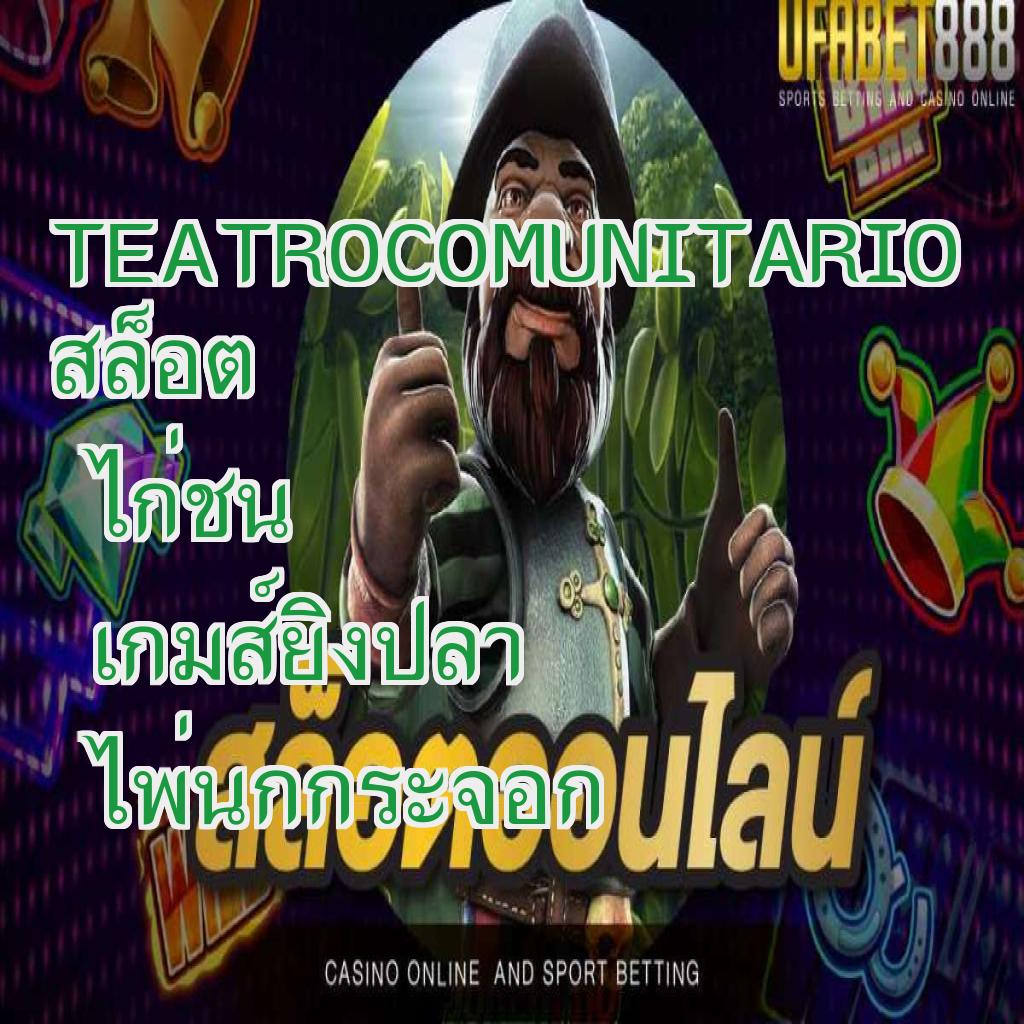 UFABET888
SPORTS BETTING AND CASINO ONLINE
BAR
TEATROCOMUNITARIO
สล็อต
ไก่ชน
เกมส์ยิงปลา
ไพ่นกกระจอก
สล็อตออนไลน์
CASINO ONLINE AND SPORT BETTING